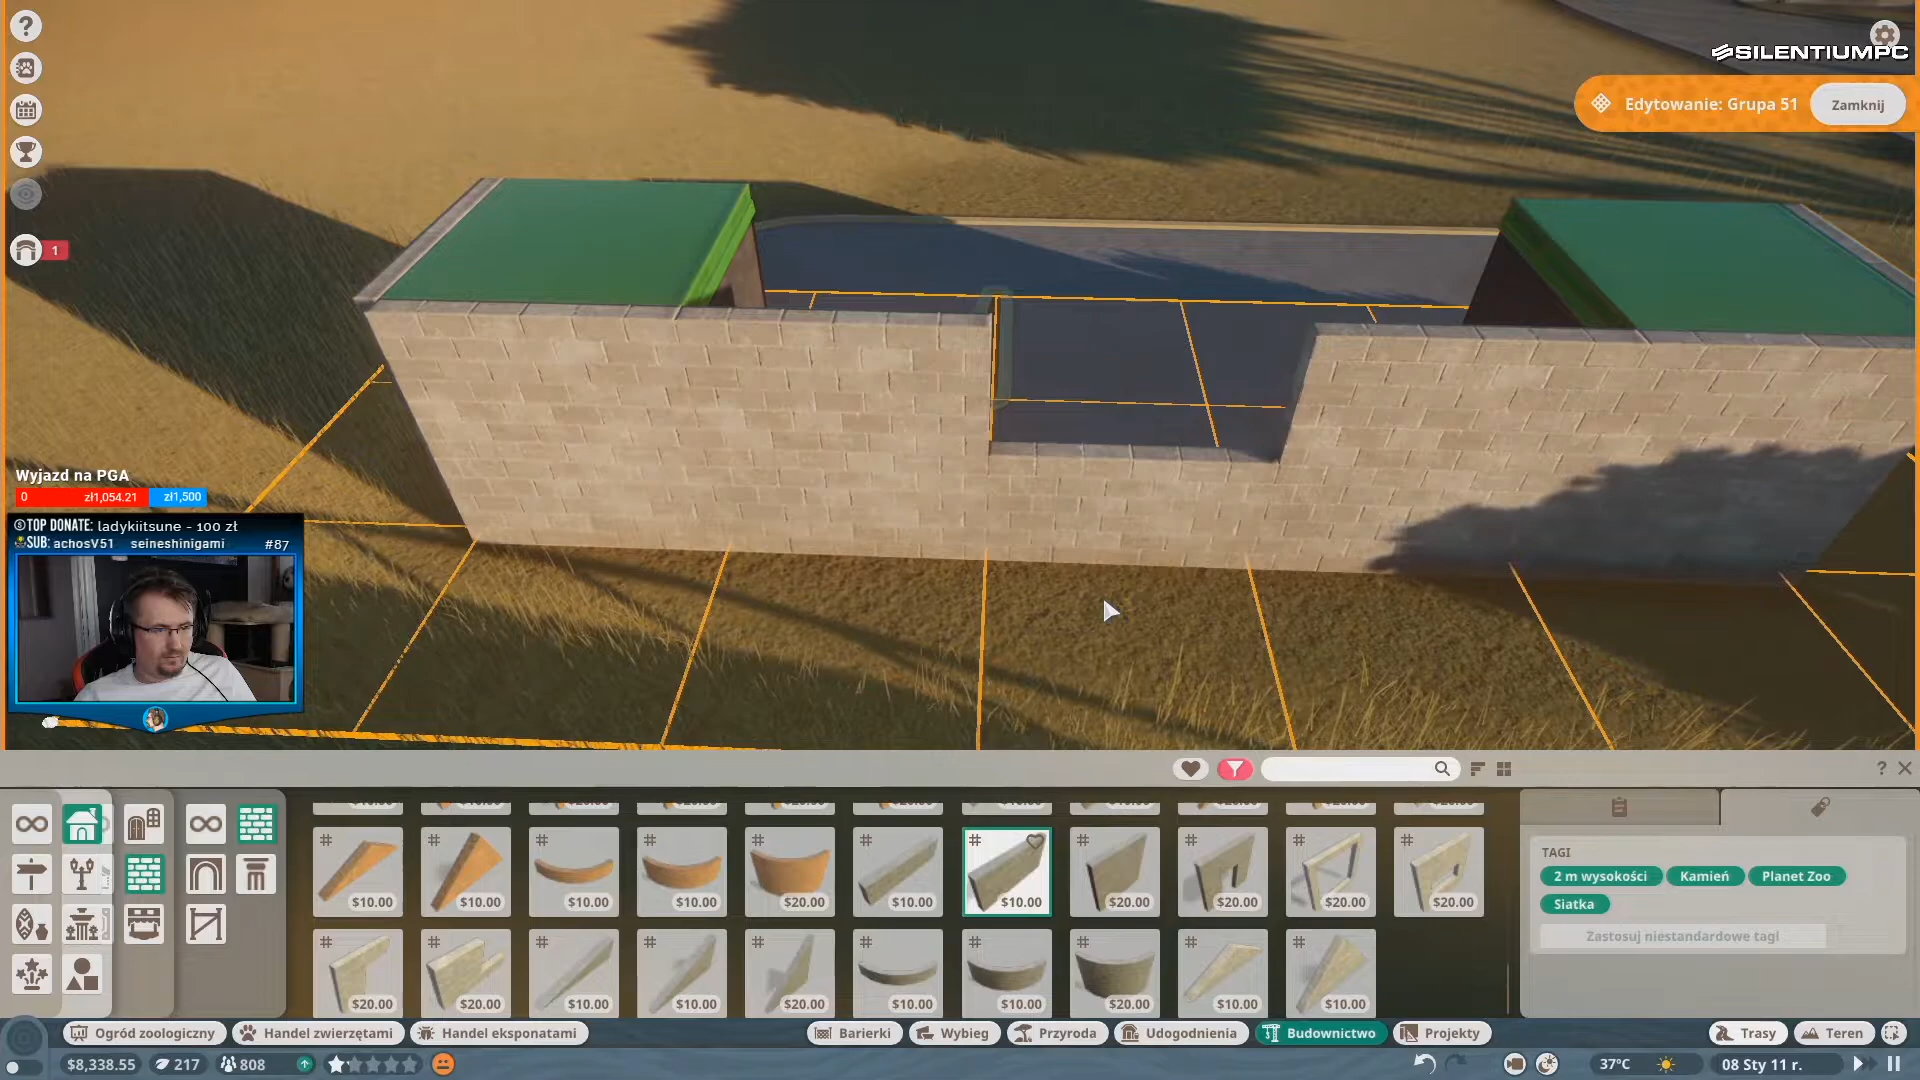 ?
SILENTIUMPC
Edytowanie: Grupa 51
Zamknij
1
Wyjazd na PGA
0 zł1,054.21 zł1,500
TOP DONATE: ladykiitsune - 100 zł
SUB: achosV51 seineshinigami #87
?
$10.00 $10.00 $10.00 $10.00 $20.00 $10.00 $10.00 $20.00 $20.00 $20.00 $20.00
$20.00 $20.00 $10.00 $10.00 $20.00 $10.00 $10.00 $20.00 $10.00 $10.00
TAGI
2 m wysokości Kamień Planet Zoo
Siatka
Zastosuj niestandardowe tagi
Ogród zoologiczny Handel zwierzętami Handel eksponatami Barierki Wybieg Przyroda Udogodnienia Budownictwo Projekty Trasy Teren
$8,338.55 217 808 37°C 08 Sty 11 r.